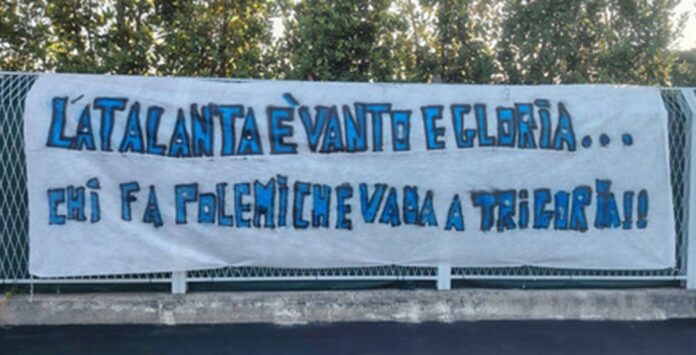 L'ATALANTA È VANTO E GLORIA...
CHI FA POLEMICHE VADA A TRIGORIA!!